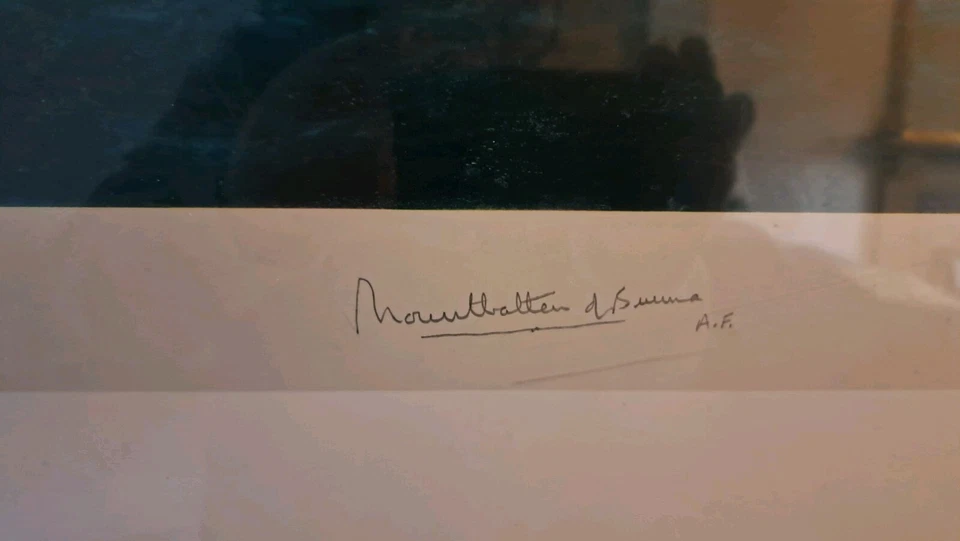 Mountbatten of Burma
A.F.